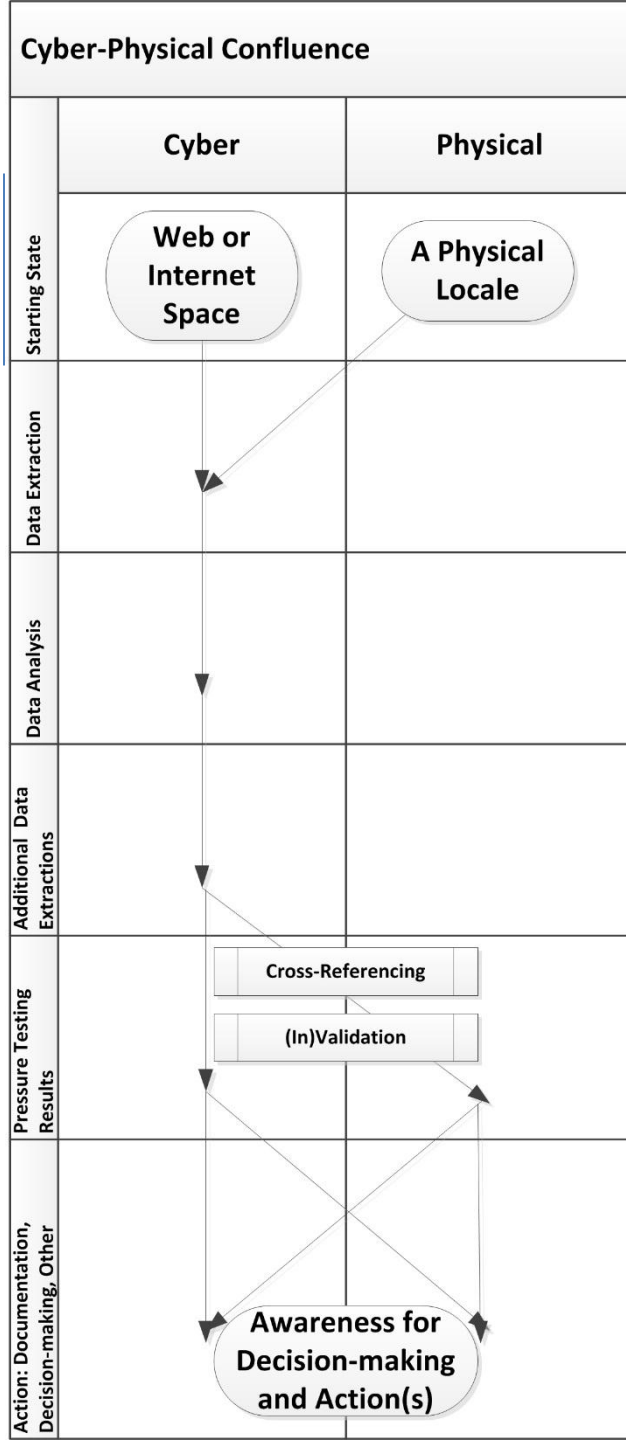 Cyber-Physical Confluence
Cyber
Physical
Starting State
Web or
Internet
Space
A Physical
Locale
Data Extraction
Data Analysis
Additional Data
Extractions
Pressure Testing
Results
Cross-Referencing
(In)Validation
Action: Documentation,
Decision-making, Other
Awareness for
Decision-making
and Action(s)